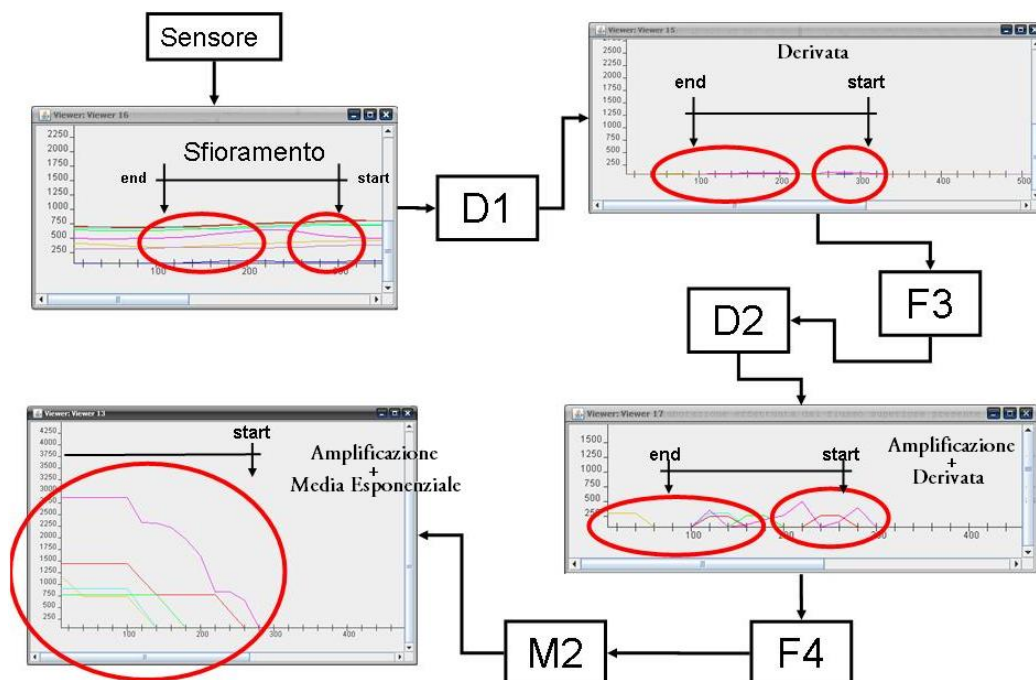 Sensore
Viewer: Viewer 16
2250
2000
1750
1500
1250
1000
750
500
250
100
200
300
Sfioramento
end
start
D1
Viewer: Viewer 15
2500
2250
2000
1750
1500
1250
1000
750
500
250
100
200
300
400
500
Derivata
end
start
F3
D2
Viewer: Viewer 17
1500
1250
1000
750
500
250
100
200
300
400
end
start
Amplificazione
+
Derivata
F4
M2
Viewer: Viewer 13
4250
4000
3750
3500
3250
3000
2750
2500
2250
2000
1750
1500
1250
1000
750
500
250
100
200
300
400
start
Amplificazione
+
Media Esponenziale